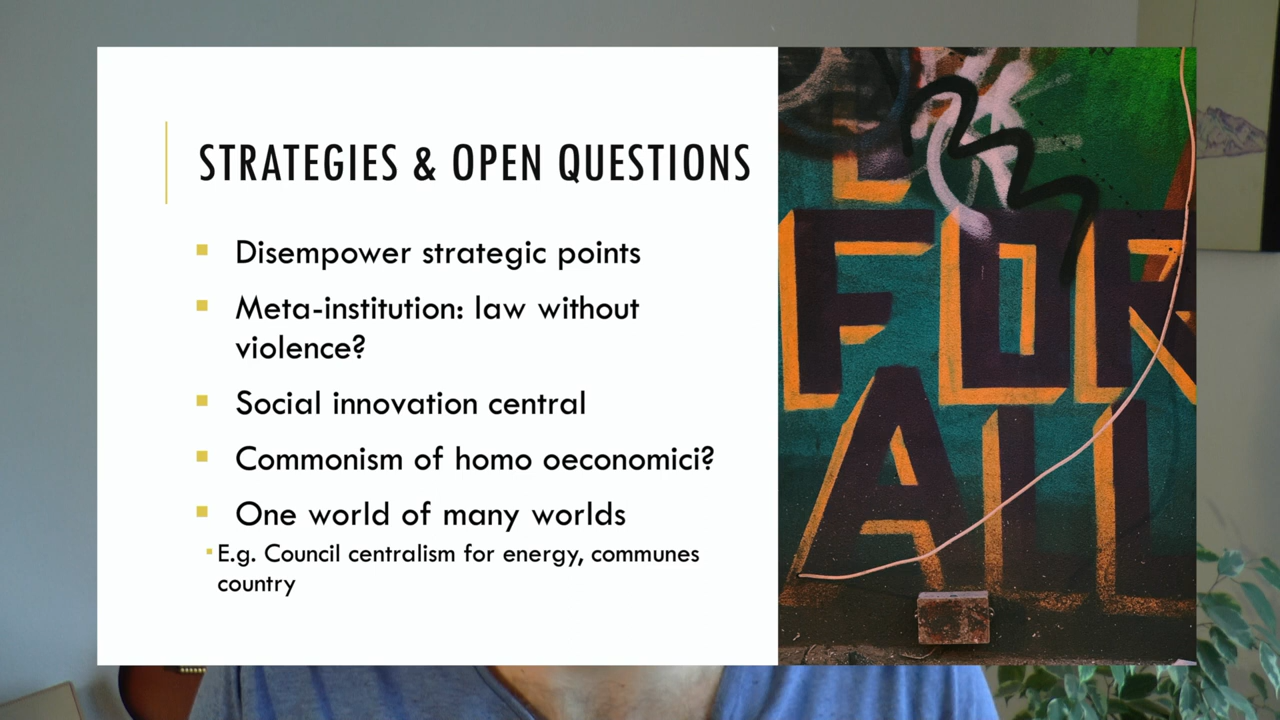 STRATEGIES & OPEN QUESTIONS
Disempower strategic points
Meta-institution: law without
violence?
Social innovation central
Commonism of homo oeconomici?
One world of many worlds
E.g. Council centralism for energy, communes
country
FOR
ALL